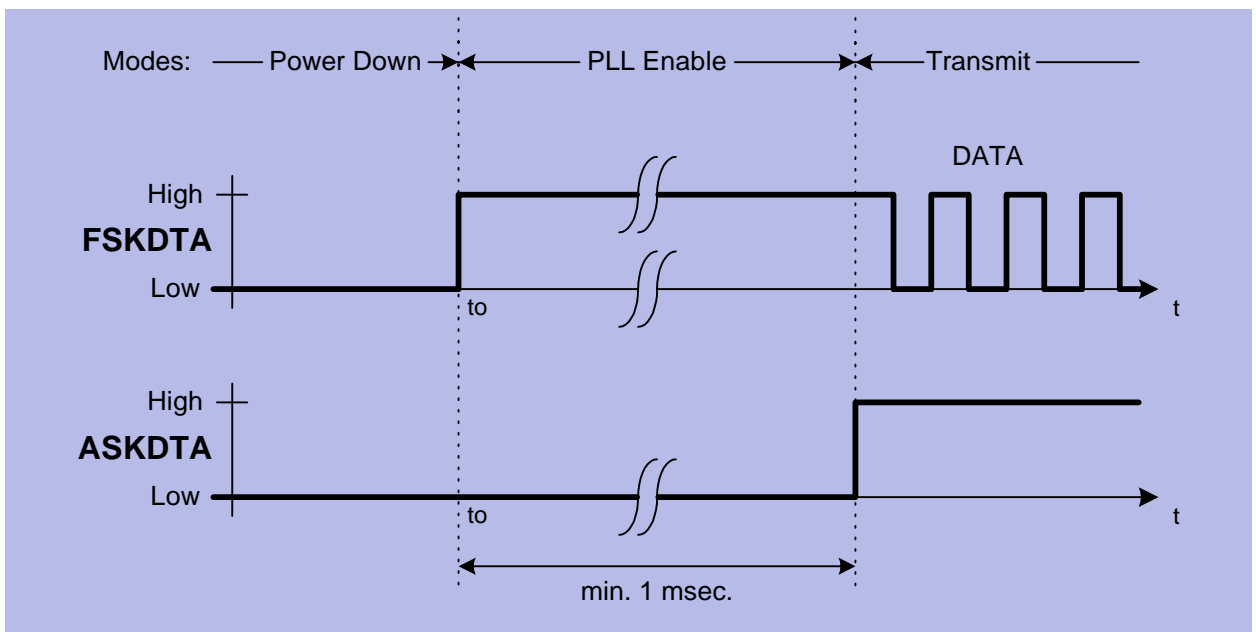 Modes: Power Down PLL Enable Transmit
DATA
High
FSKDTA
Low
to
t
High
ASKDTA
Low
to
t
min. 1 msec.